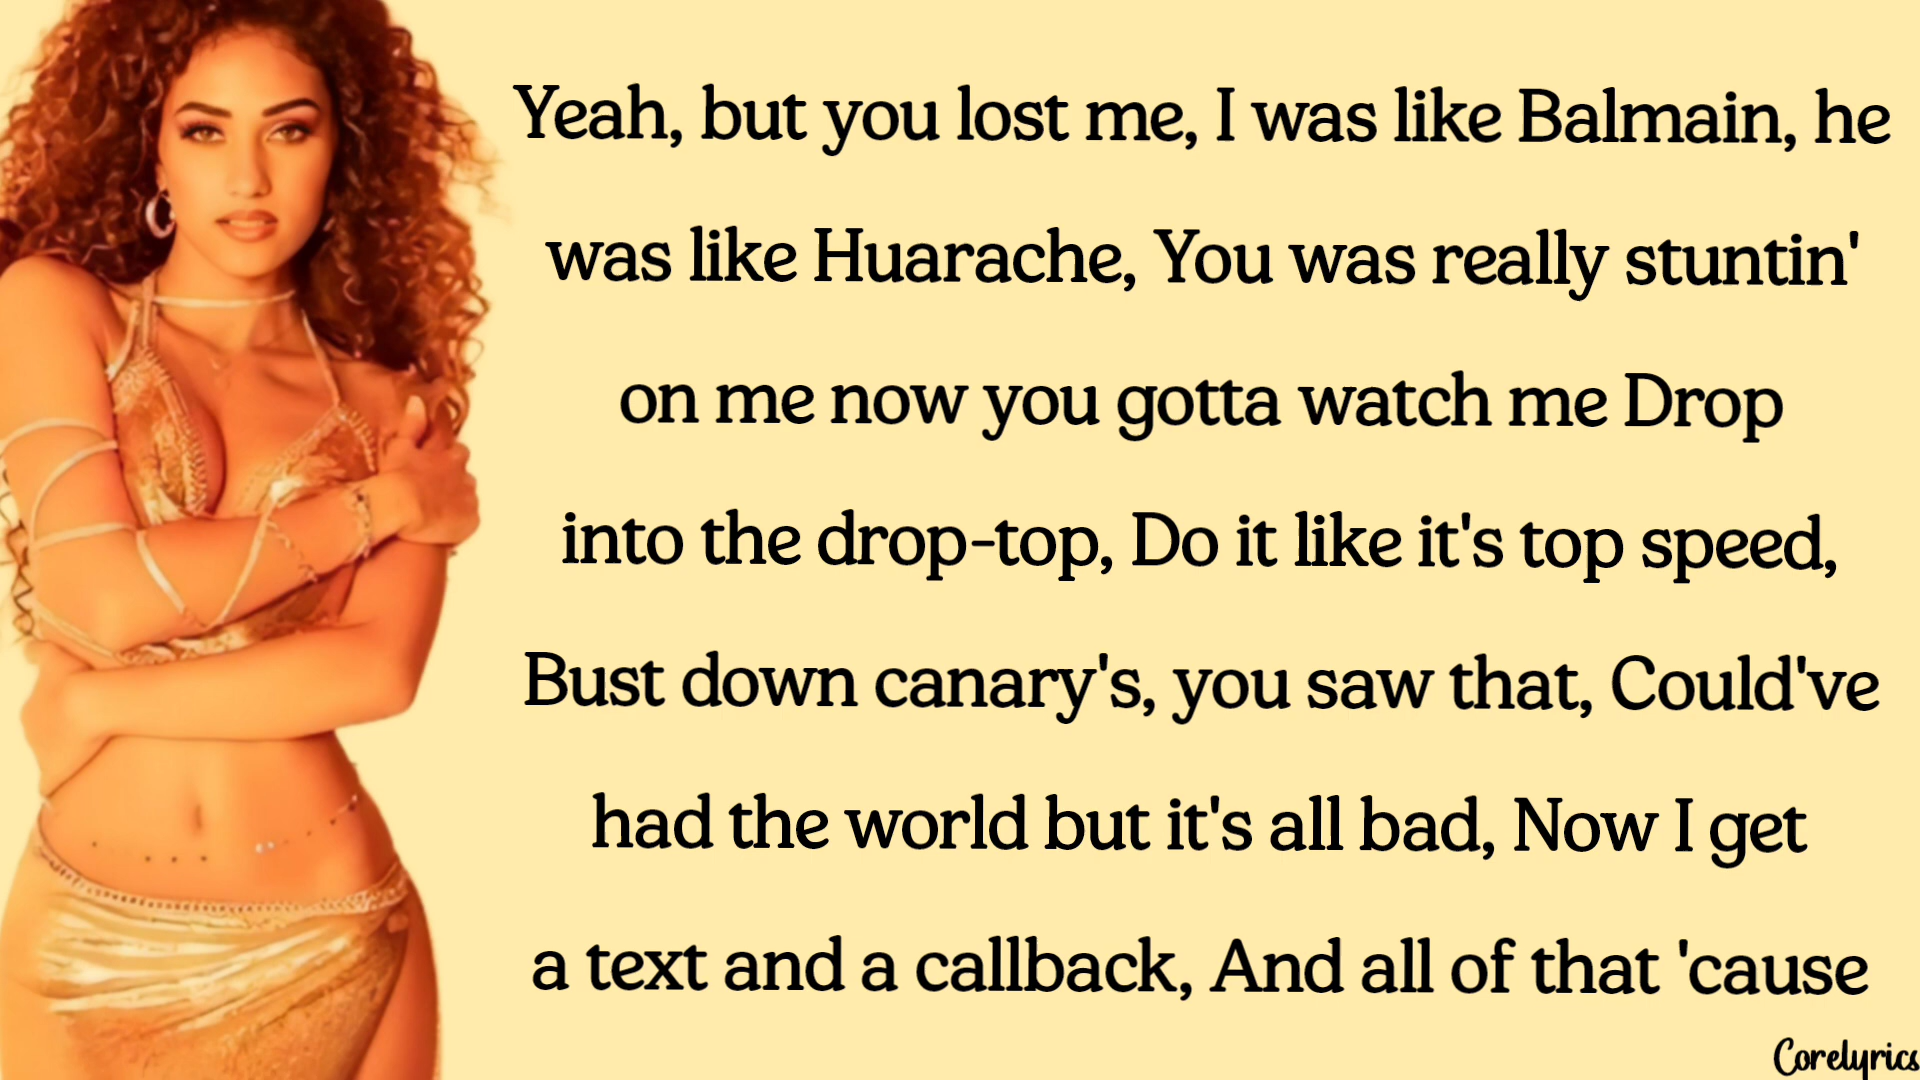 Yeah, but you lost me, I was like Balmain, he
was like Huarache, You was really stuntin'
on me now you gotta watch me Drop
into the drop-top, Do it like it's top speed,
Bust down canary's, you saw that, Could've
had the world but it's all bad, Now I get
a text and a callback, And all of that 'cause
Corelyrics